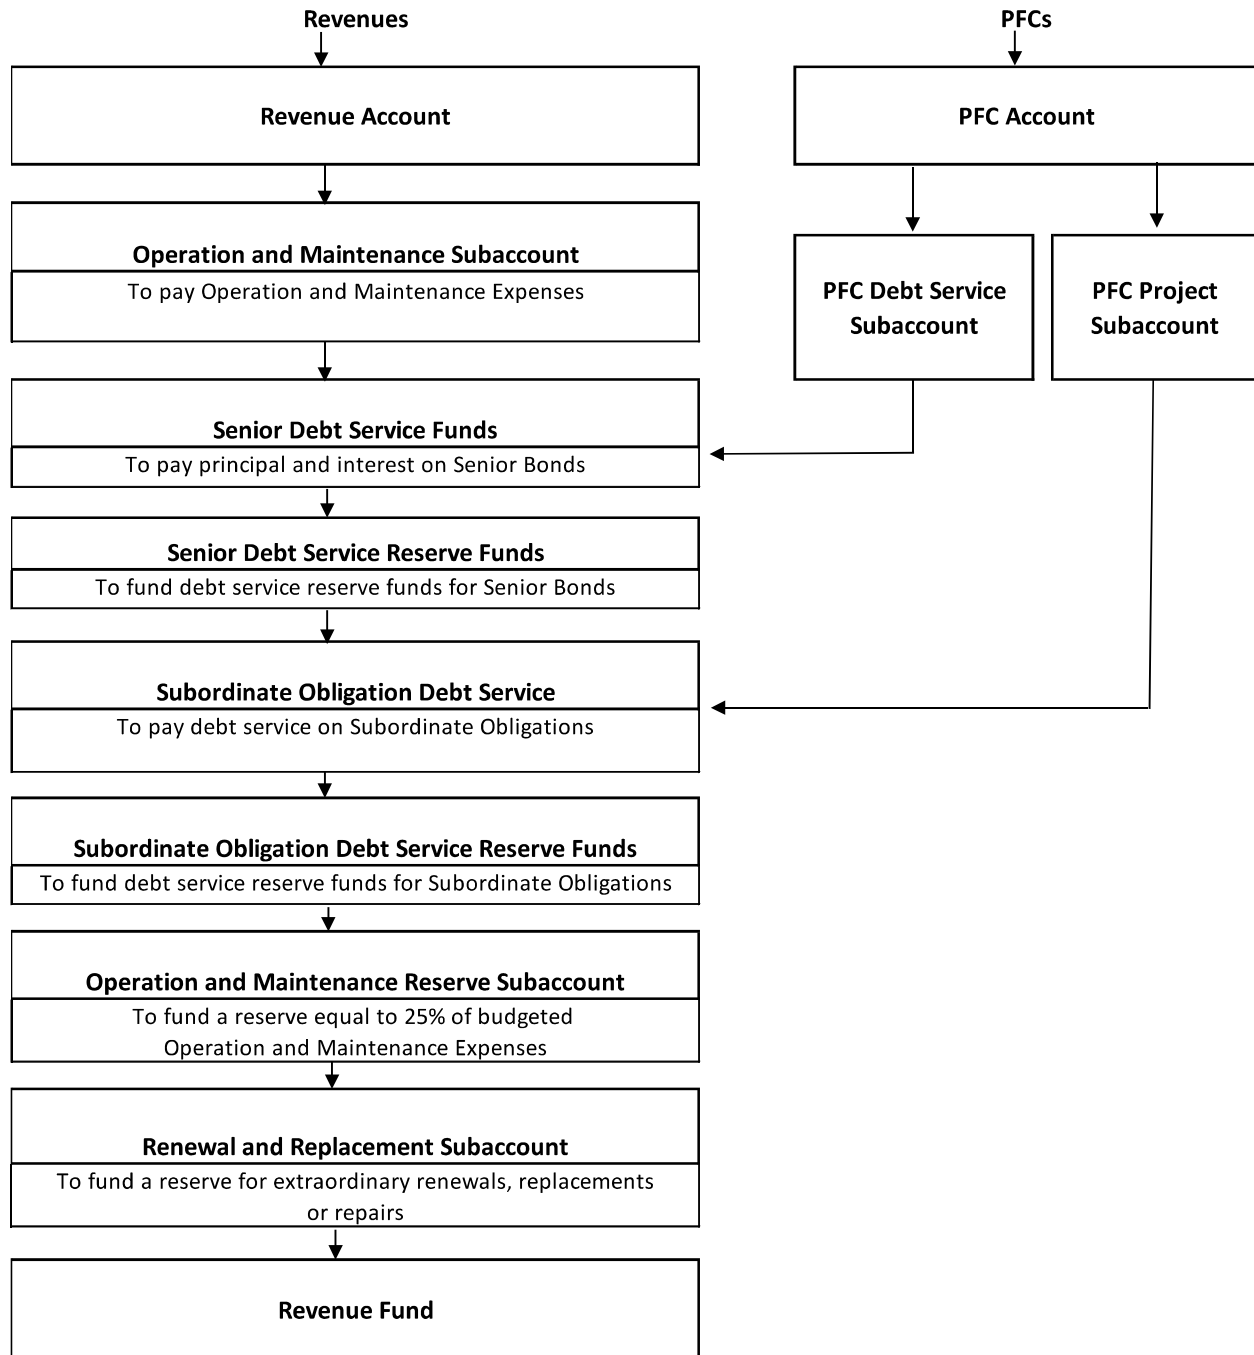 Revenues
PFCs
Revenue Account
PFC Account
Operation and Maintenance Subaccount
To pay Operation and Maintenance Expenses
PFC Debt Service
Subaccount
PFC Project
Subaccount
Senior Debt Service Funds
To pay principal and interest on Senior Bonds
Senior Debt Service Reserve Funds
To fund debt service reserve funds for Senior Bonds
Subordinate Obligation Debt Service
To pay debt service on Subordinate Obligations
Subordinate Obligation Debt Service Reserve Funds
To fund debt service reserve funds for Subordinate Obligations
Operation and Maintenance Reserve Subaccount
To fund a reserve equal to 25% of budgeted
Operation and Maintenance Expenses
Renewal and Replacement Subaccount
To fund a reserve for extraordinary renewals, replacements
or repairs
Revenue Fund